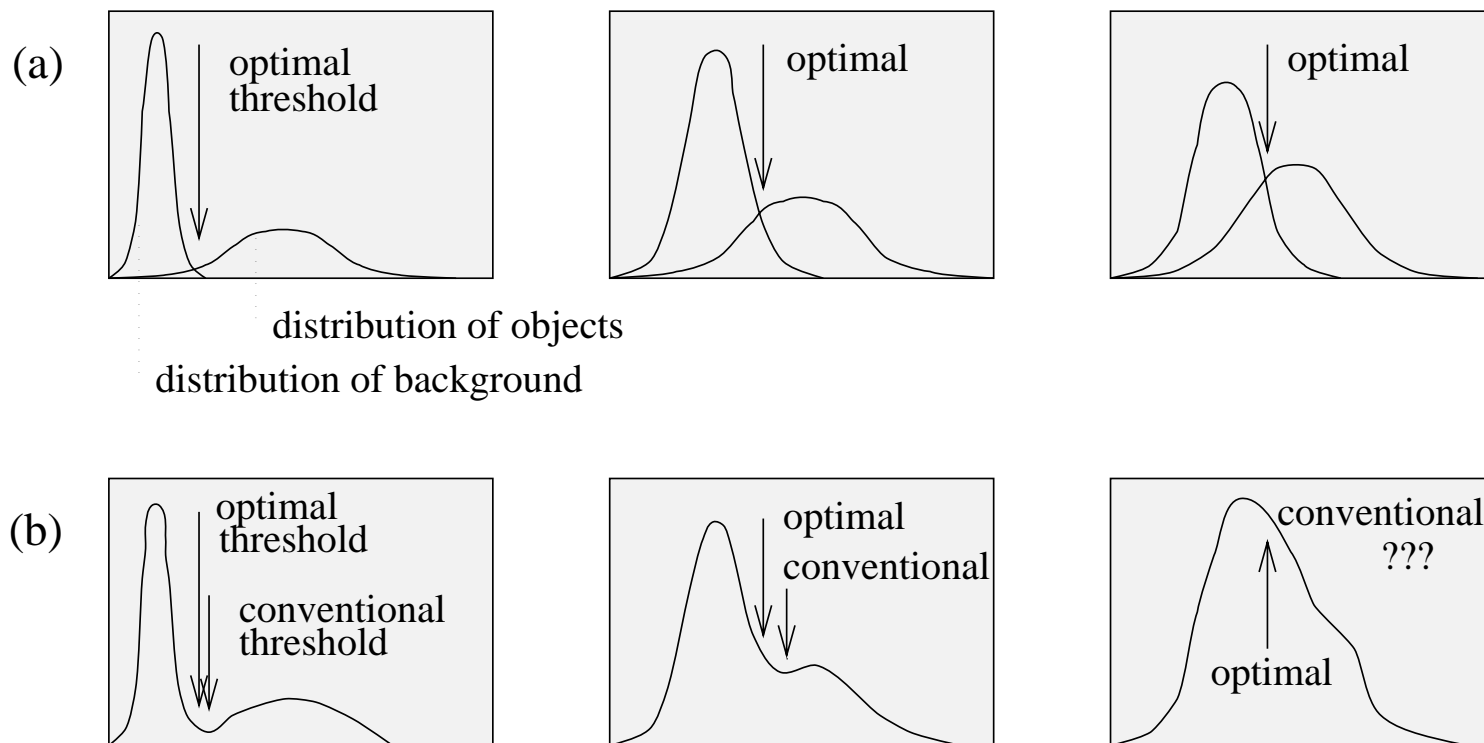 (a)
optimal
threshold
optimal
optimal
distribution of objects
distribution of background
(b)
optimal
threshold
conventional
threshold
optimal
conventional
conventional
???
optimal